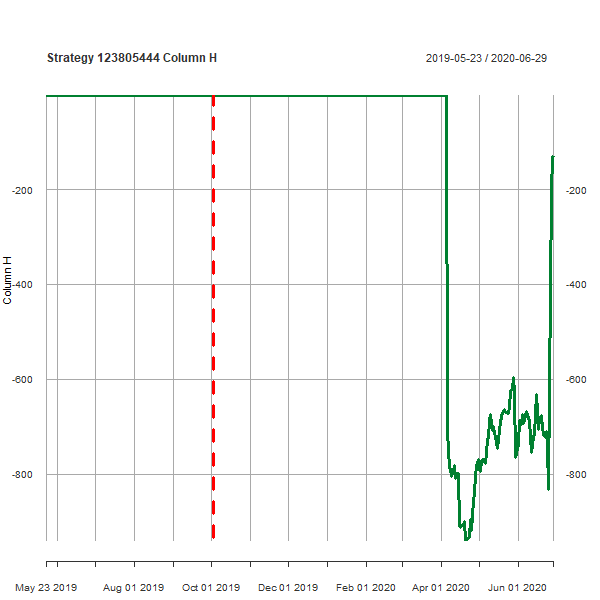 Strategy 123805444 Column H
2019-05-23 / 2020-06-29
-200
-400
-600
-800
Column H
-200
-400
-600
-800
May 23 2019
Aug 01 2019
Oct 01 2019
Dec 01 2019
Feb 01 2020
Apr 01 2020
Jun 01 2020